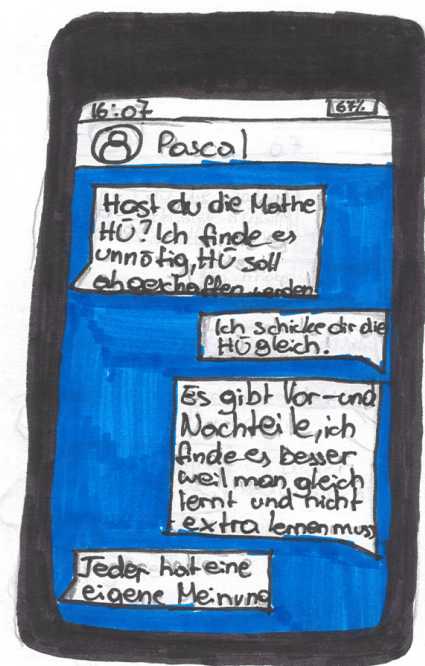 16:07 67%
Pascal
Hast du die Mathe
HÜ? Ich finde es
unnötig, HÜ soll
abgeschaffen werden
Ich schicke dir die
HÜ gleich.
Es gibt Vor-und
Nachteile, ich
finde es besser
weil man gleich
lernt und nicht
extra lernen muss
Jeder hat eine
eigene Meinung